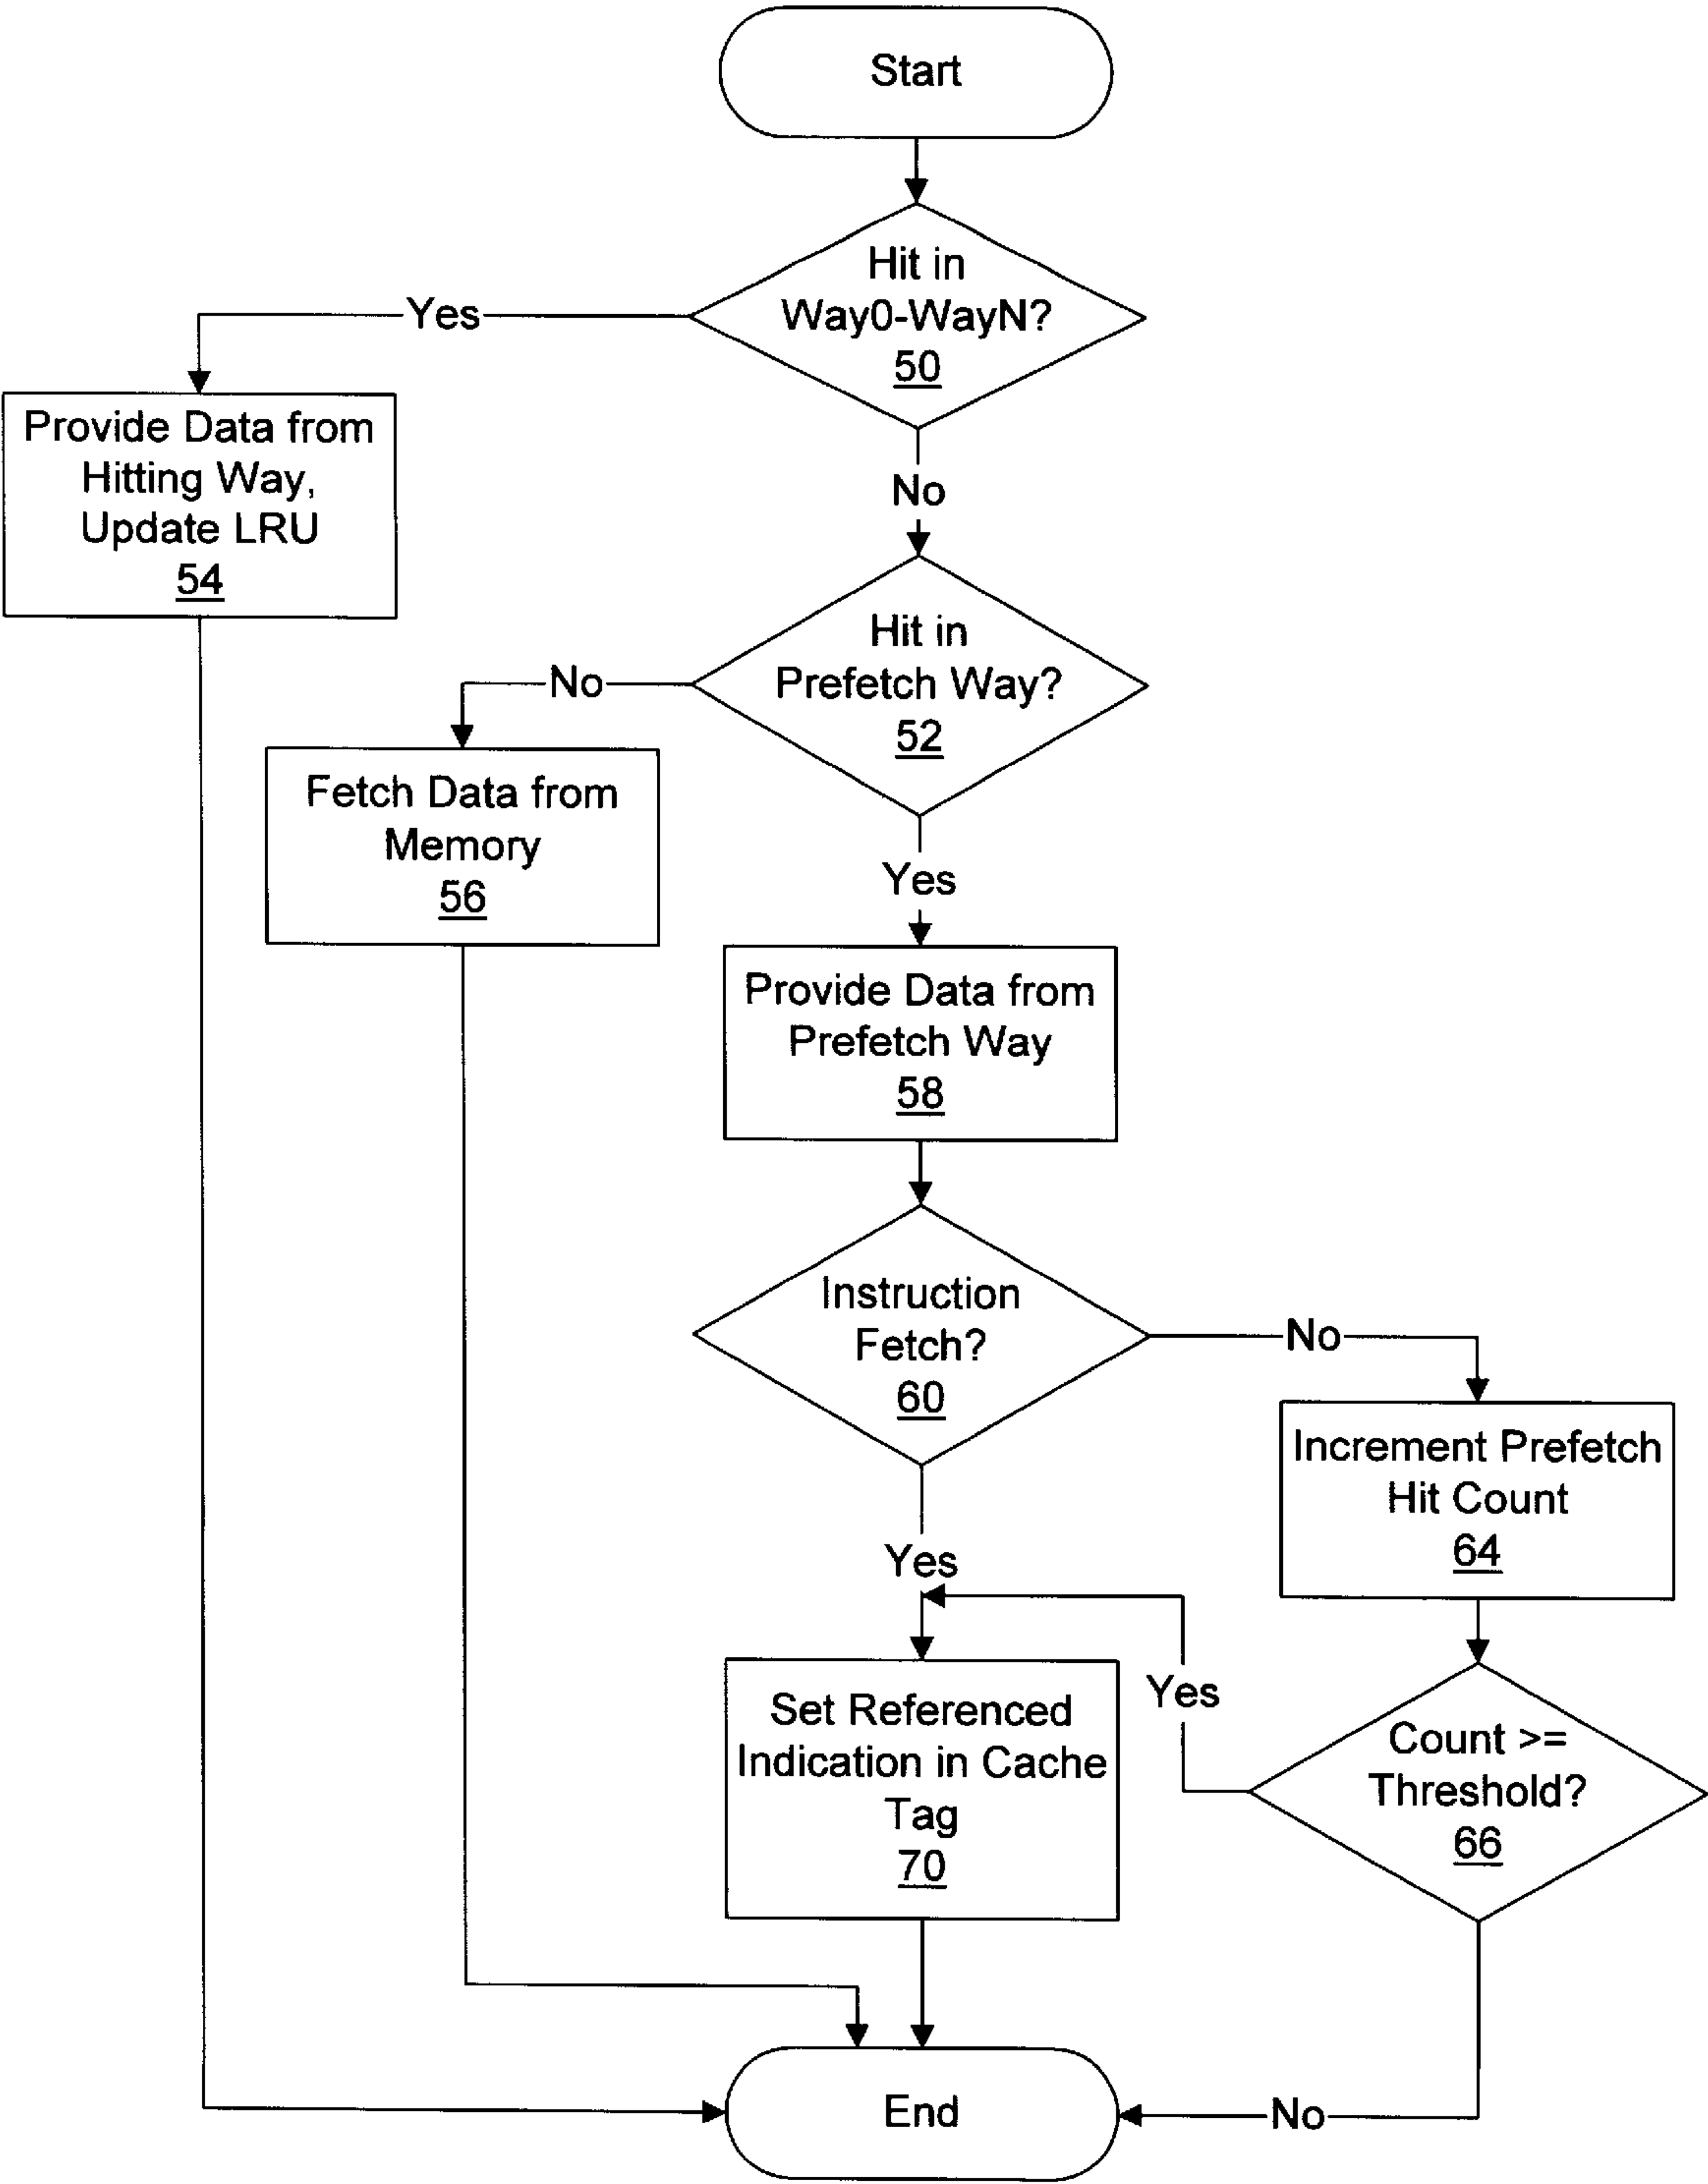 Start
Hit in
Way0-WayN?
50
Yes
No
Provide Data from
Hitting Way,
Update LRU
54
Hit in
Prefetch Way?
52
No
Yes
Fetch Data from
Memory
56
Provide Data from
Prefetch Way
58
Instruction
Fetch?
60
No
Yes
Increment Prefetch
Hit Count
64
Set Referenced
Indication in Cache
Tag
70
Yes
Count >=
Threshold?
66
No
End